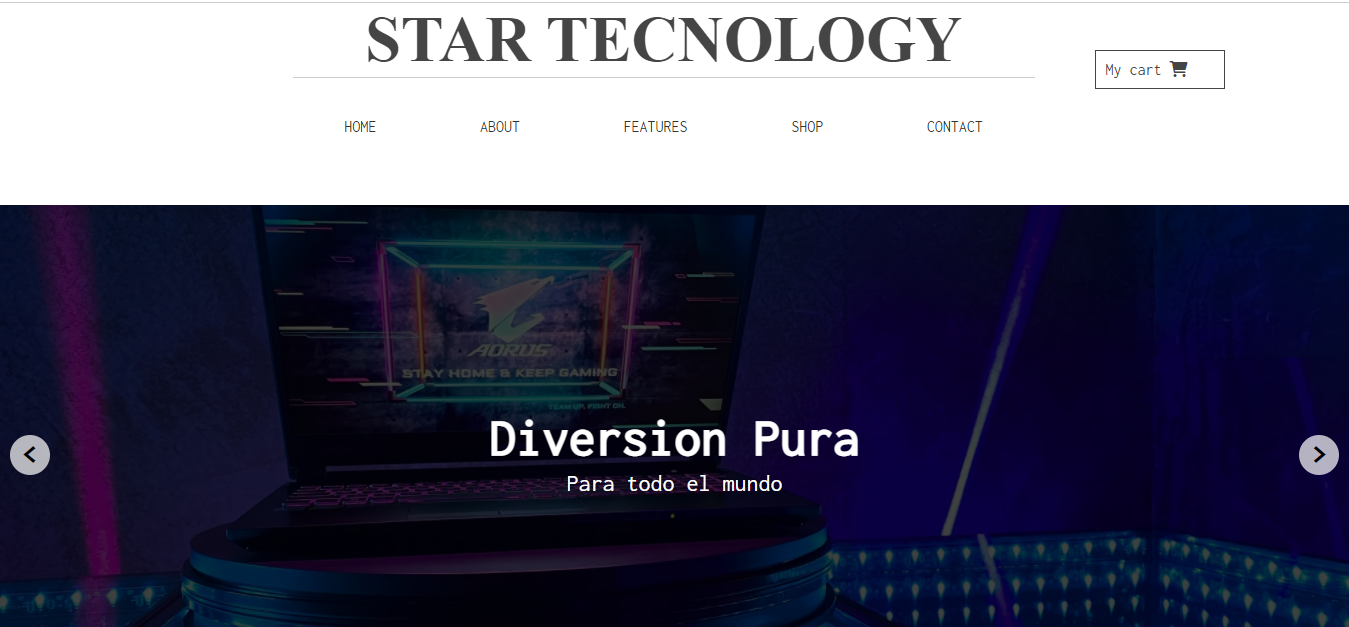 STAR TECNOLOGY
My cart
HOME ABOUT FEATURES SHOP CONTACT
AORUS
STAY HOME & KEEP GAMING
TEAM UP. FIGHT ON.
Diversion Pura
Para todo el mundo